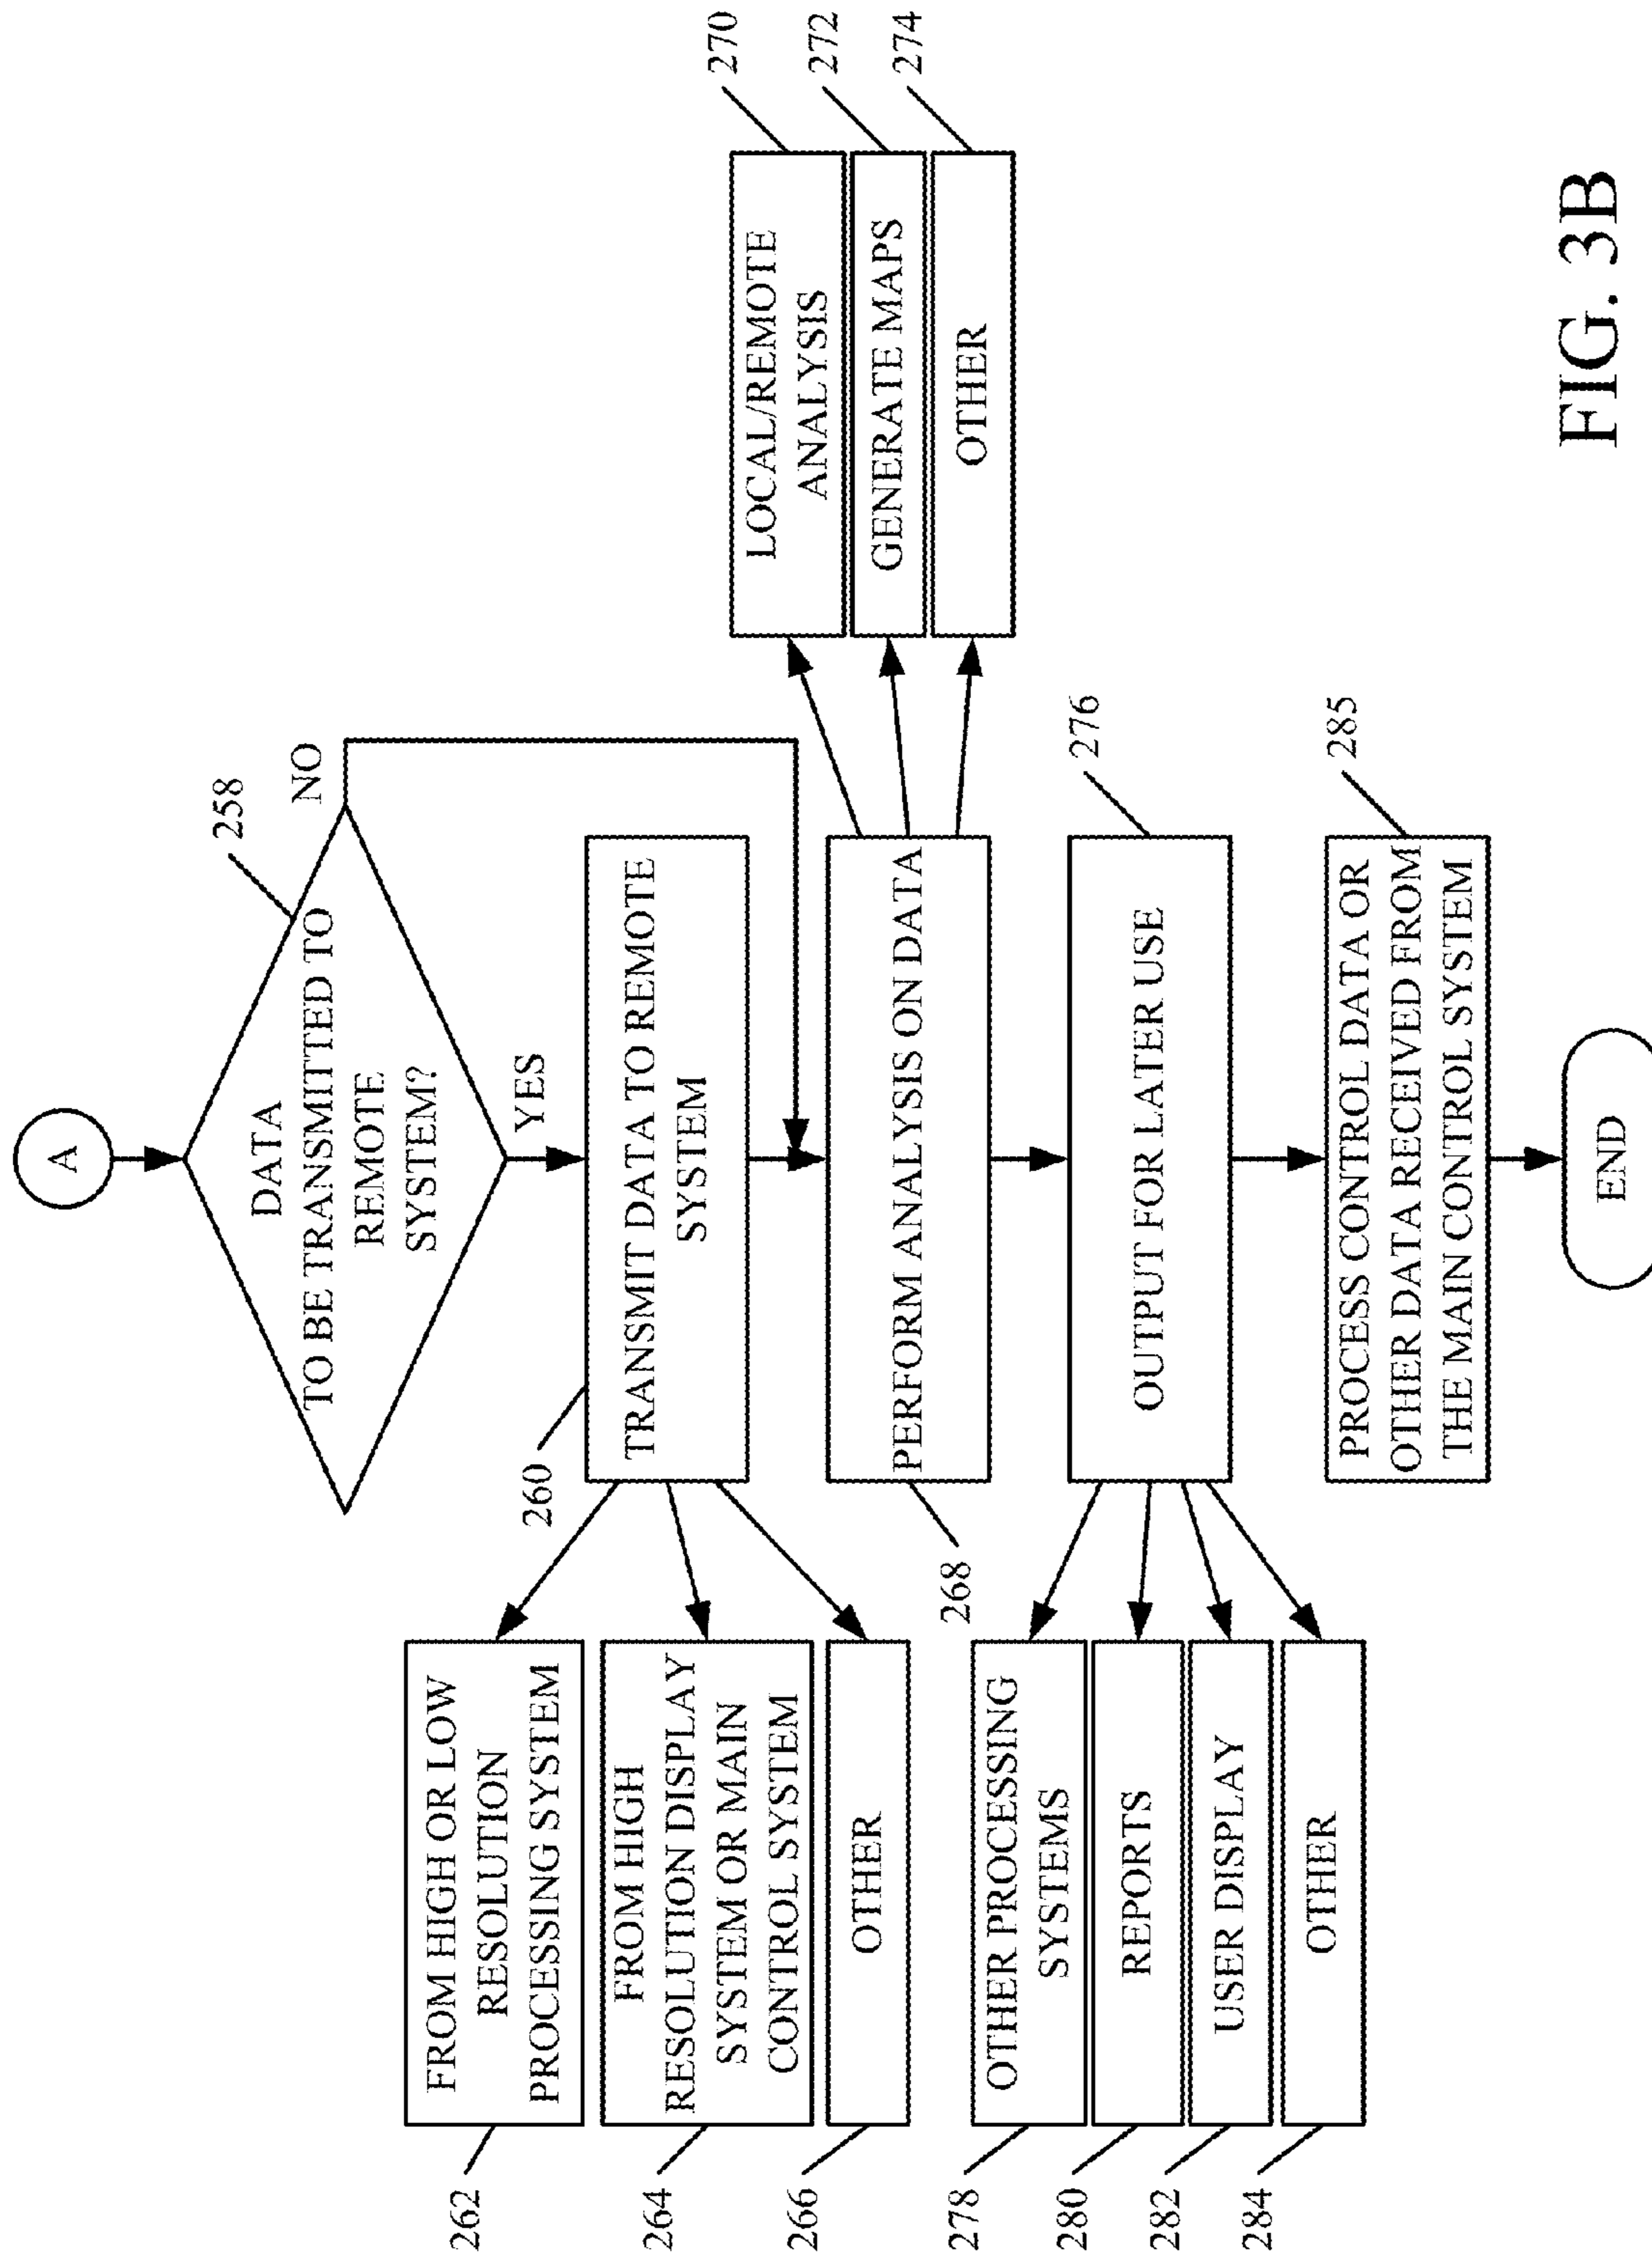 A
DATA
TO BE TRANSMITTED TO
REMOTE
SYSTEM?
258
NO
YES
260
TRANSMIT DATA TO REMOTE
SYSTEM
FROM HIGH OR LOW
RESOLUTION
PROCESSING SYSTEM
262
FROM HIGH
RESOLUTION DISPLAY
SYSTEM OR MAIN
CONTROL SYSTEM
264
OTHER
266
PERFORM ANALYSIS ON DATA
268
LOCAL/REMOTE
ANALYSIS
270
GENERATE MAPS
272
OTHER
274
OUTPUT FOR LATER USE
276
OTHER PROCESSING
SYSTEMS
278
REPORTS
280
USER DISPLAY
282
OTHER
284
PROCESS CONTROL DATA OR
OTHER DATA RECEIVED FROM
THE MAIN CONTROL SYSTEM
285
END
FIG. 3B